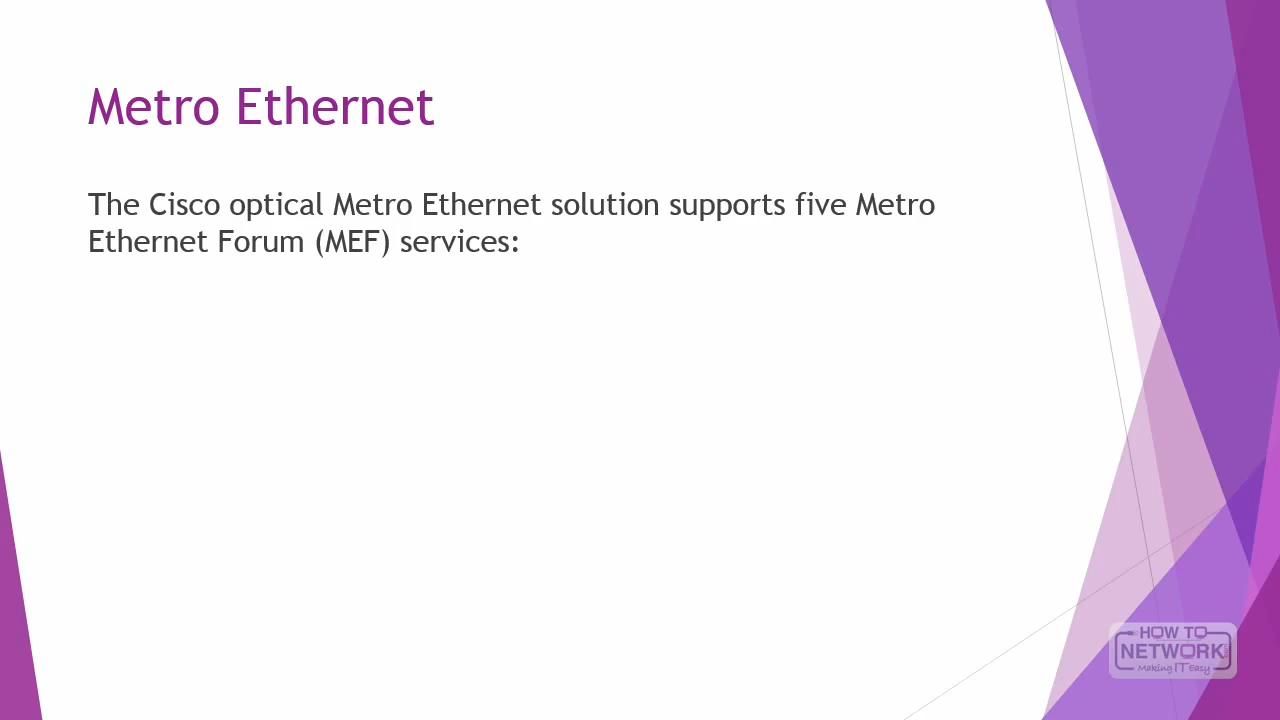 Metro Ethernet
The Cisco optical Metro Ethernet solution supports five Metro
Ethernet Forum (MEF) services:
HOW TO
NETWORK
Making IT Easy